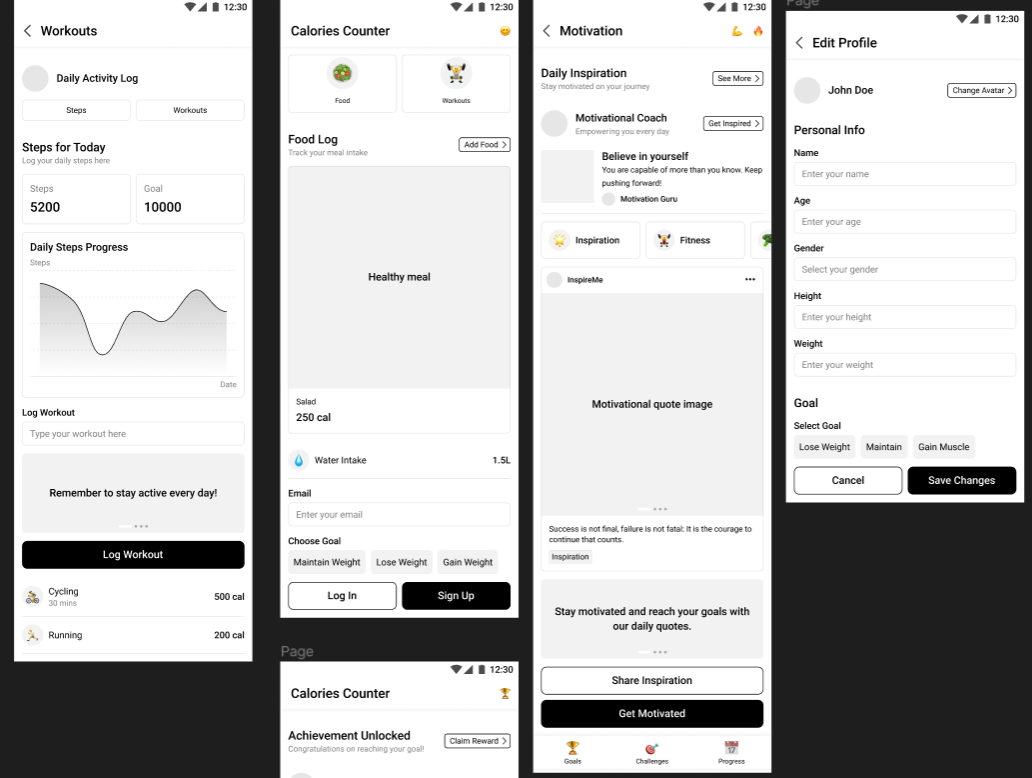 12:30
Workouts
Daily Activity Log
Steps
Workouts
Steps for Today
Log your daily steps here
Steps
5200
Goal
10000
Daily Steps Progress
Steps
Date
Log Workout
Type your workout here
Remember to stay active every day!
Log Workout
Cycling
30 mins
500 cal
Running
200 cal
12:30
Calories Counter
Food
Workouts
Food Log
Track your meal intake
Add Food
Healthy meal
Salad
250 cal
Water Intake
1.5L
Email
Enter your email
Choose Goal
Maintain Weight
Lose Weight
Gain Weight
Log In
Sign Up
Page
12:30
Calories Counter
Achievement Unlocked
Congratulations on reaching your goal!
Claim Reward
12:30
Motivation
Daily Inspiration
Stay motivated on your journey
See More
Motivational Coach
Empowering you every day
Get Inspired
Believe in yourself
You are capable of more than you know. Keep
pushing forward!
Motivation Guru
Inspiration
Fitness
InspireMe
Motivational quote image
Success is not final, failure is not fatal: It is the courage to
continue that counts.
Inspiration
Stay motivated and reach your goals with
our daily quotes.
Share Inspiration
Get Motivated
Goals
Challenges
17
Progress
Page
12:30
Edit Profile
John Doe
Change Avatar
Personal Info
Name
Enter your name
Age
Enter your age
Gender
Select your gender
Height
Enter your height
Weight
Enter your weight
Goal
Select Goal
Lose Weight
Maintain
Gain Muscle
Cancel
Save Changes